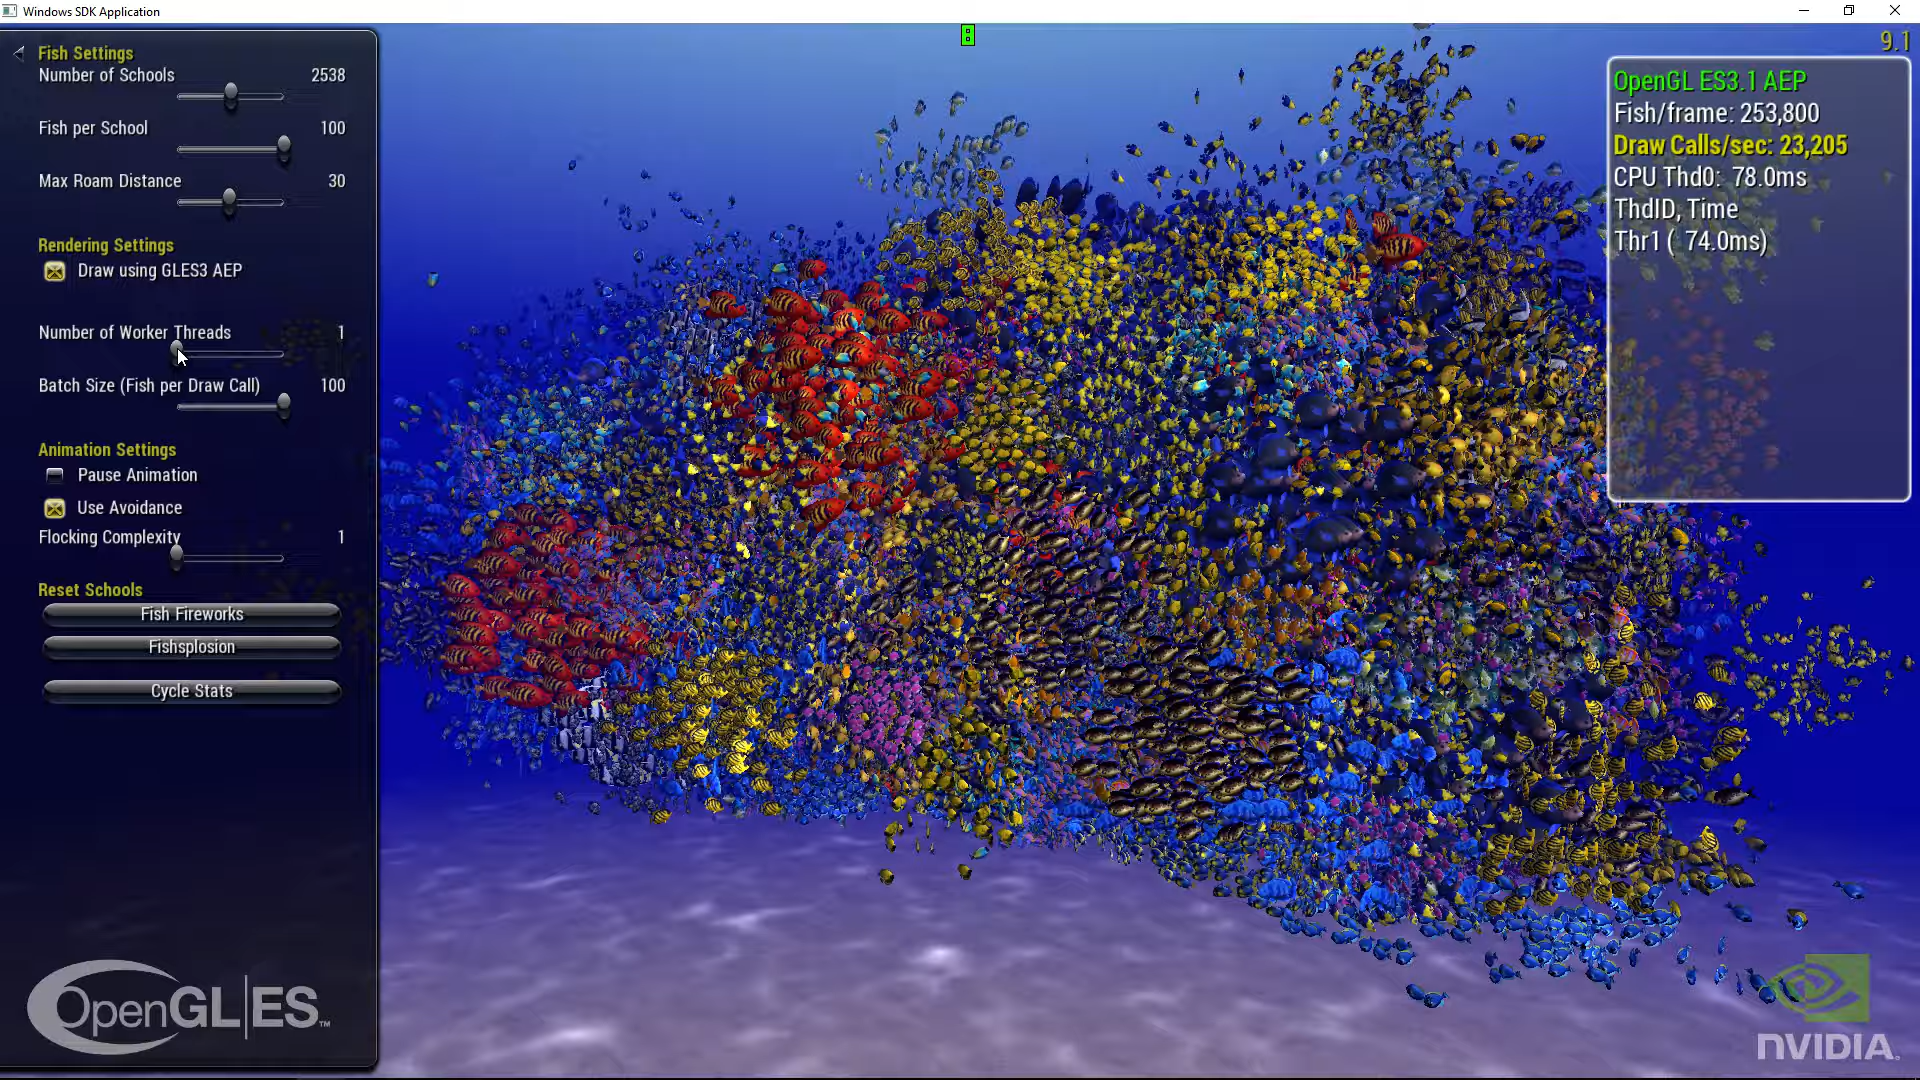 Windows SDK Application
8
9.1
Fish Settings
Number of Schools 2538
Fish per School 100
Max Roam Distance 30
Rendering Settings
Draw using GLES3 AEP
Number of Worker Threads 1
Batch Size (Fish per Draw Call) 100
Animation Settings
Pause Animation
Use Avoidance
Flocking Complexity 1
Reset Schools
Fish Fireworks
Fishsplosion
Cycle Stats
OpenGL|ES™
OpenGL ES3.1 AEP
Fish/frame: 253,800
Draw Calls/sec: 23,205
CPU Thd0: 78.0ms
ThdID, Time
Thr1 ( 74.0ms)
NVIDIA.